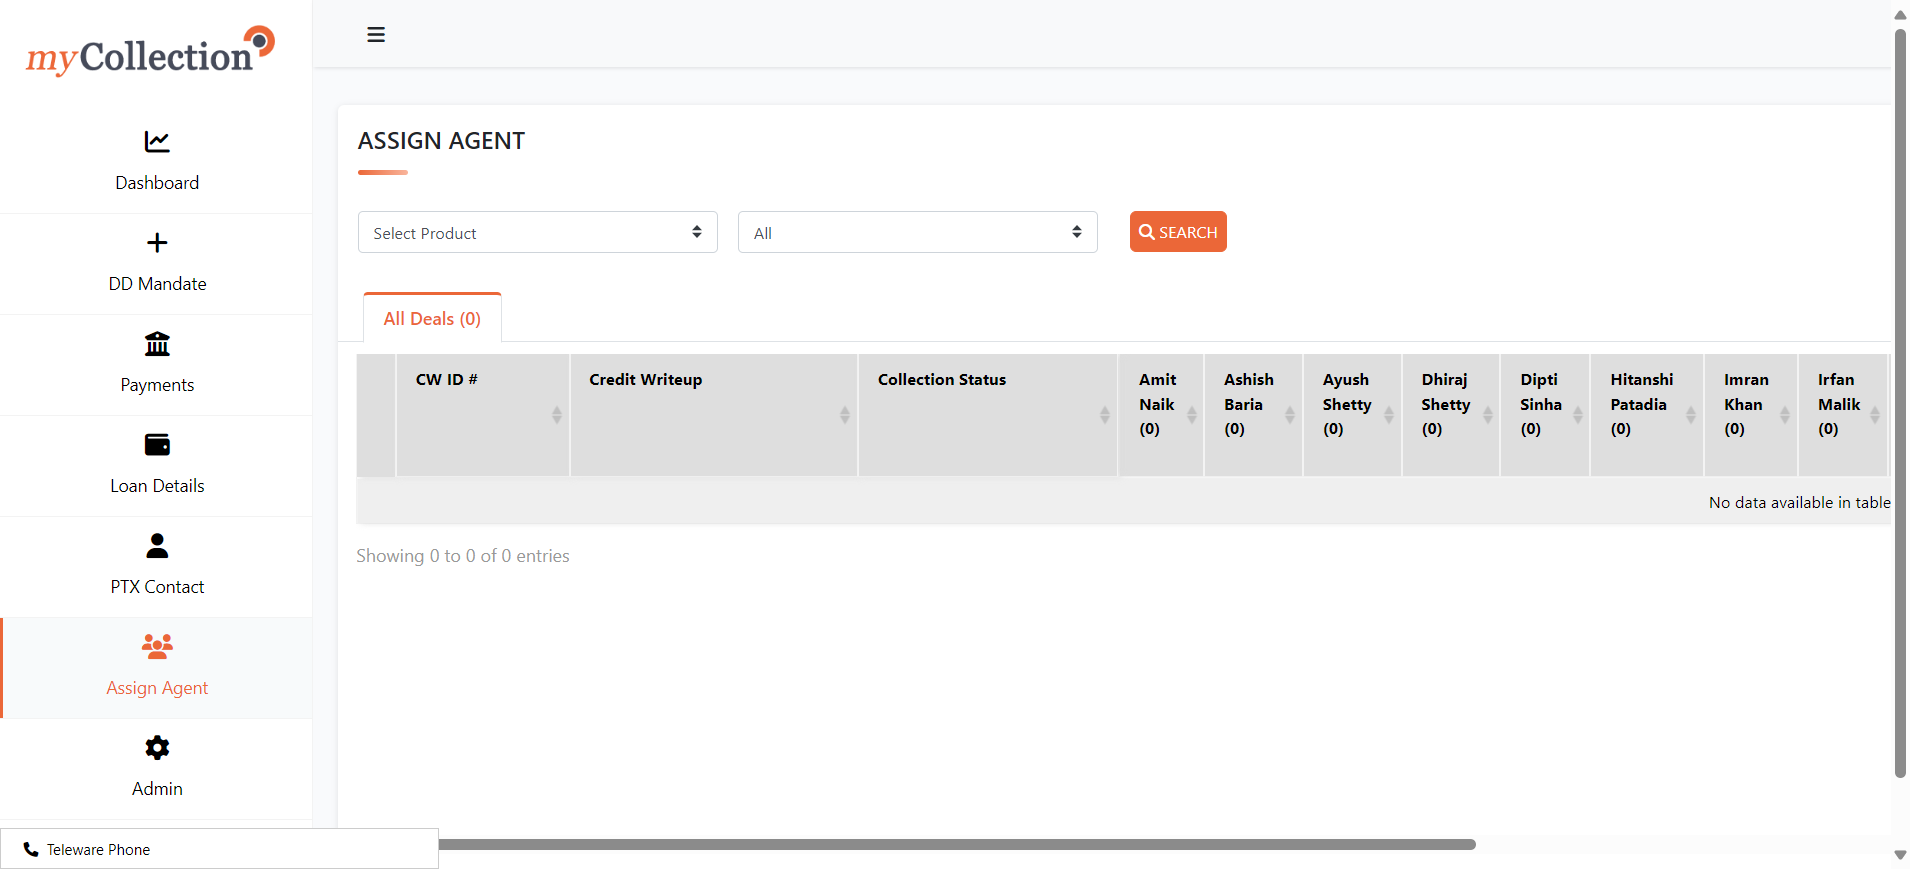 myCollection
Dashboard
DD Mandate
Payments
Loan Details
PTX Contact
Assign Agent
Admin
Teleware Phone
ASSIGN AGENT
Select Product
All
SEARCH
All Deals (0)
CW ID #
Credit Writeup
Collection Status
Amit
Naik
(0)
Ashish
Baria
(0)
Ayush
Shetty
(0)
Dhiraj
Shetty
(0)
Dipti
Sinha
(0)
Hitanshi
Patadia
(0)
Imran
Khan
(0)
Irfan
Malik
(0)
No data available in table
Showing 0 to 0 of 0 entries